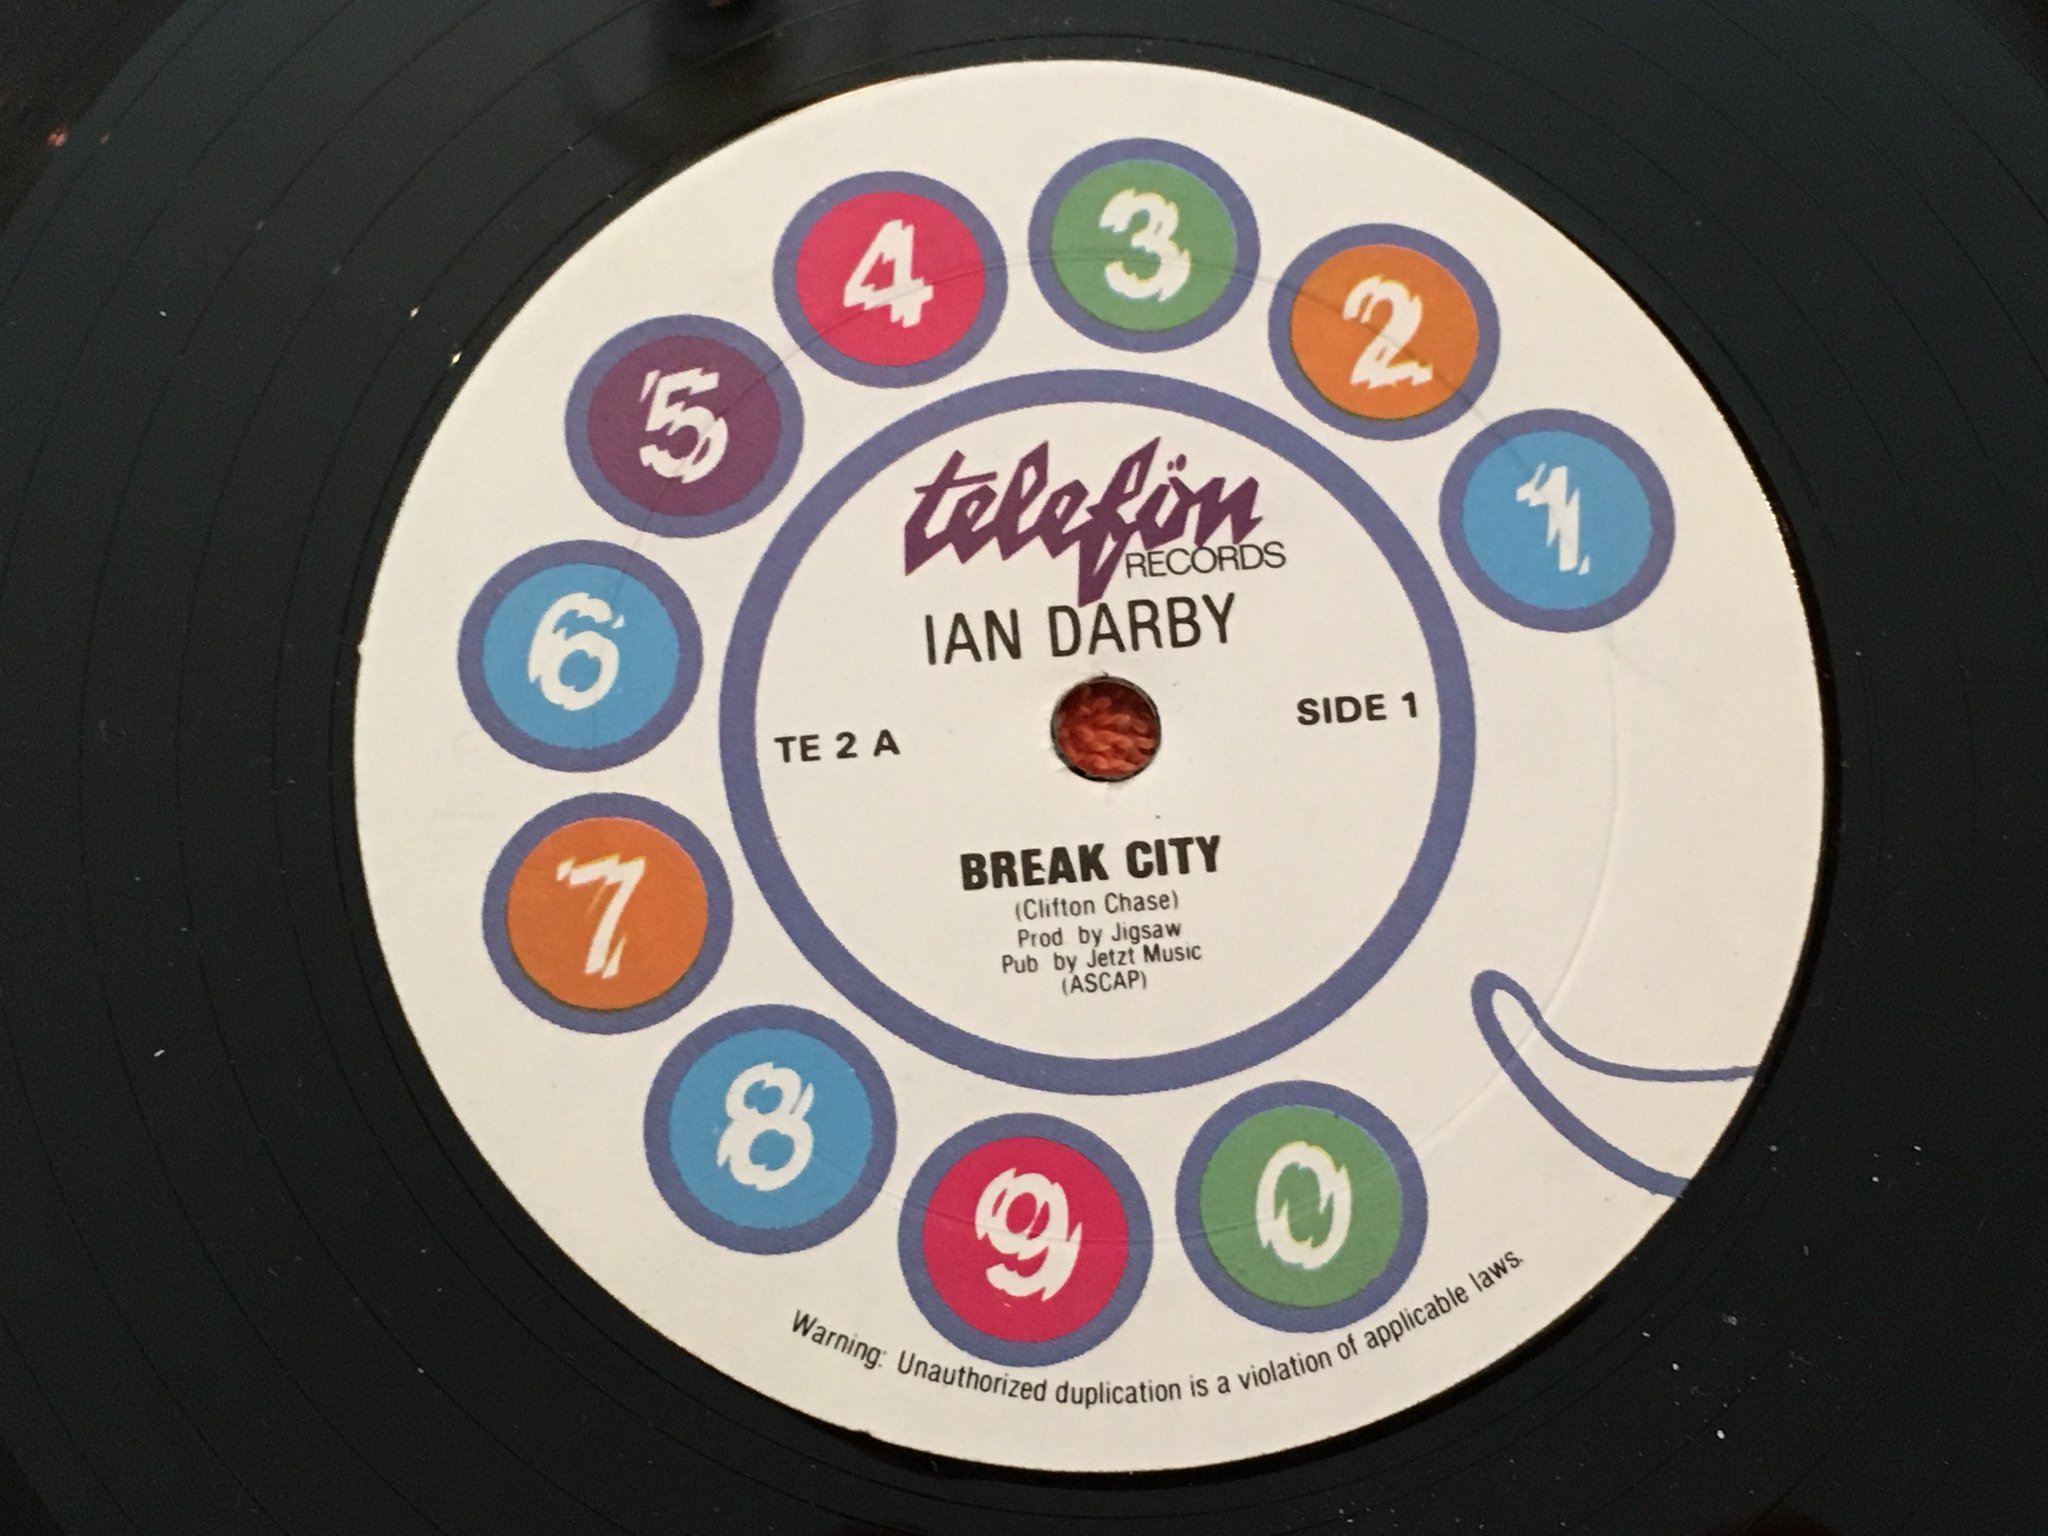 4
3
2
1
5
6
7
8
9
0
telefön
RECORDS
IAN DARBY
TE 2 A
SIDE 1
BREAK CITY
(Clifton Chase)
Prod. by Jigsaw
Pub by Jetzt Music
(ASCAP)
Warning: Unauthorized duplication is a violation of applicable laws.